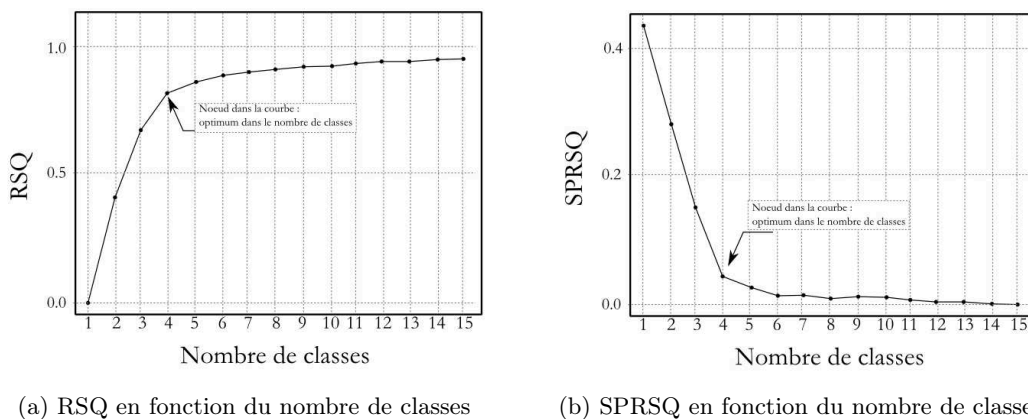 1.0
0.5
0.0
RSQ
Noeud dans la courbe :
optimum dans le nombre de classes
1 2 3 4 5 6 7 8 9 10 11 12 13 14 15
Nombre de classes
(a) RSQ en fonction du nombre de classes
0.4
0.2
0.0
SPRSQ
Noeud dans la courbe :
optimum dans le nombre de classes
1 2 3 4 5 6 7 8 9 10 11 12 13 14 15
Nombre de classes
(b) SPRSQ en fonction du nombre de classe